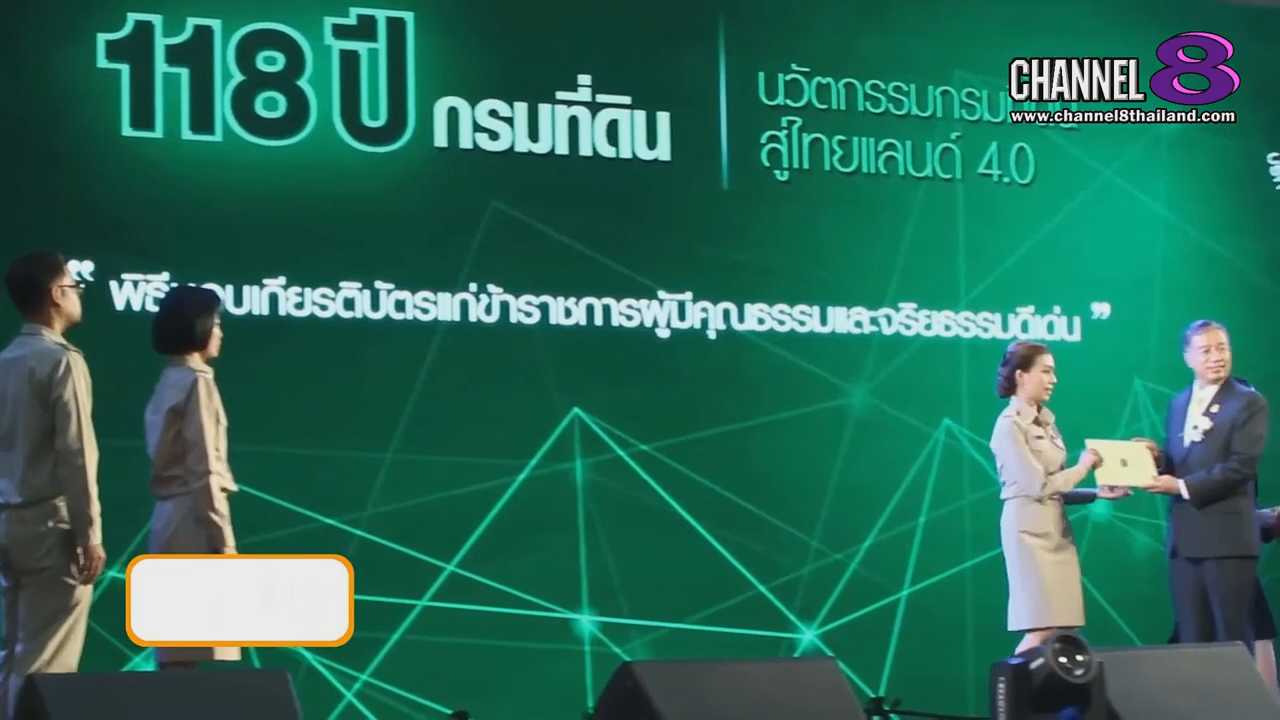 118 ปี กรมที่ดิน
นวัตกรรม
สู่ไทยแลนด์ 4.0
CHANNEL 8
www.channel8thailand.com
“ เกียรติบัตรแก่ข้าราชการผู้มีคุณธรรมและจริยธรรมดีเด่น ”